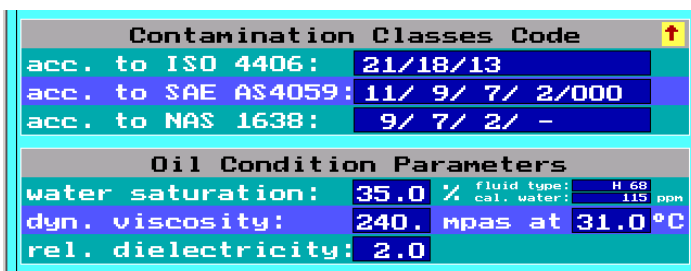 Contamination Classes Code ↑
acc. to ISO 4406: 21/18/13
acc. to SAE AS4059: 11/ 9/ 7/ 2/000
acc. to NAS 1638: 9/ 7/ 2/ -
Oil Condition Parameters
water saturation: 35.0 % fluid type: H 68
cal. water: 115 ppm
dyn. viscosity: 240. mpas at 31.0 °C
rel. dielectricity: 2.0